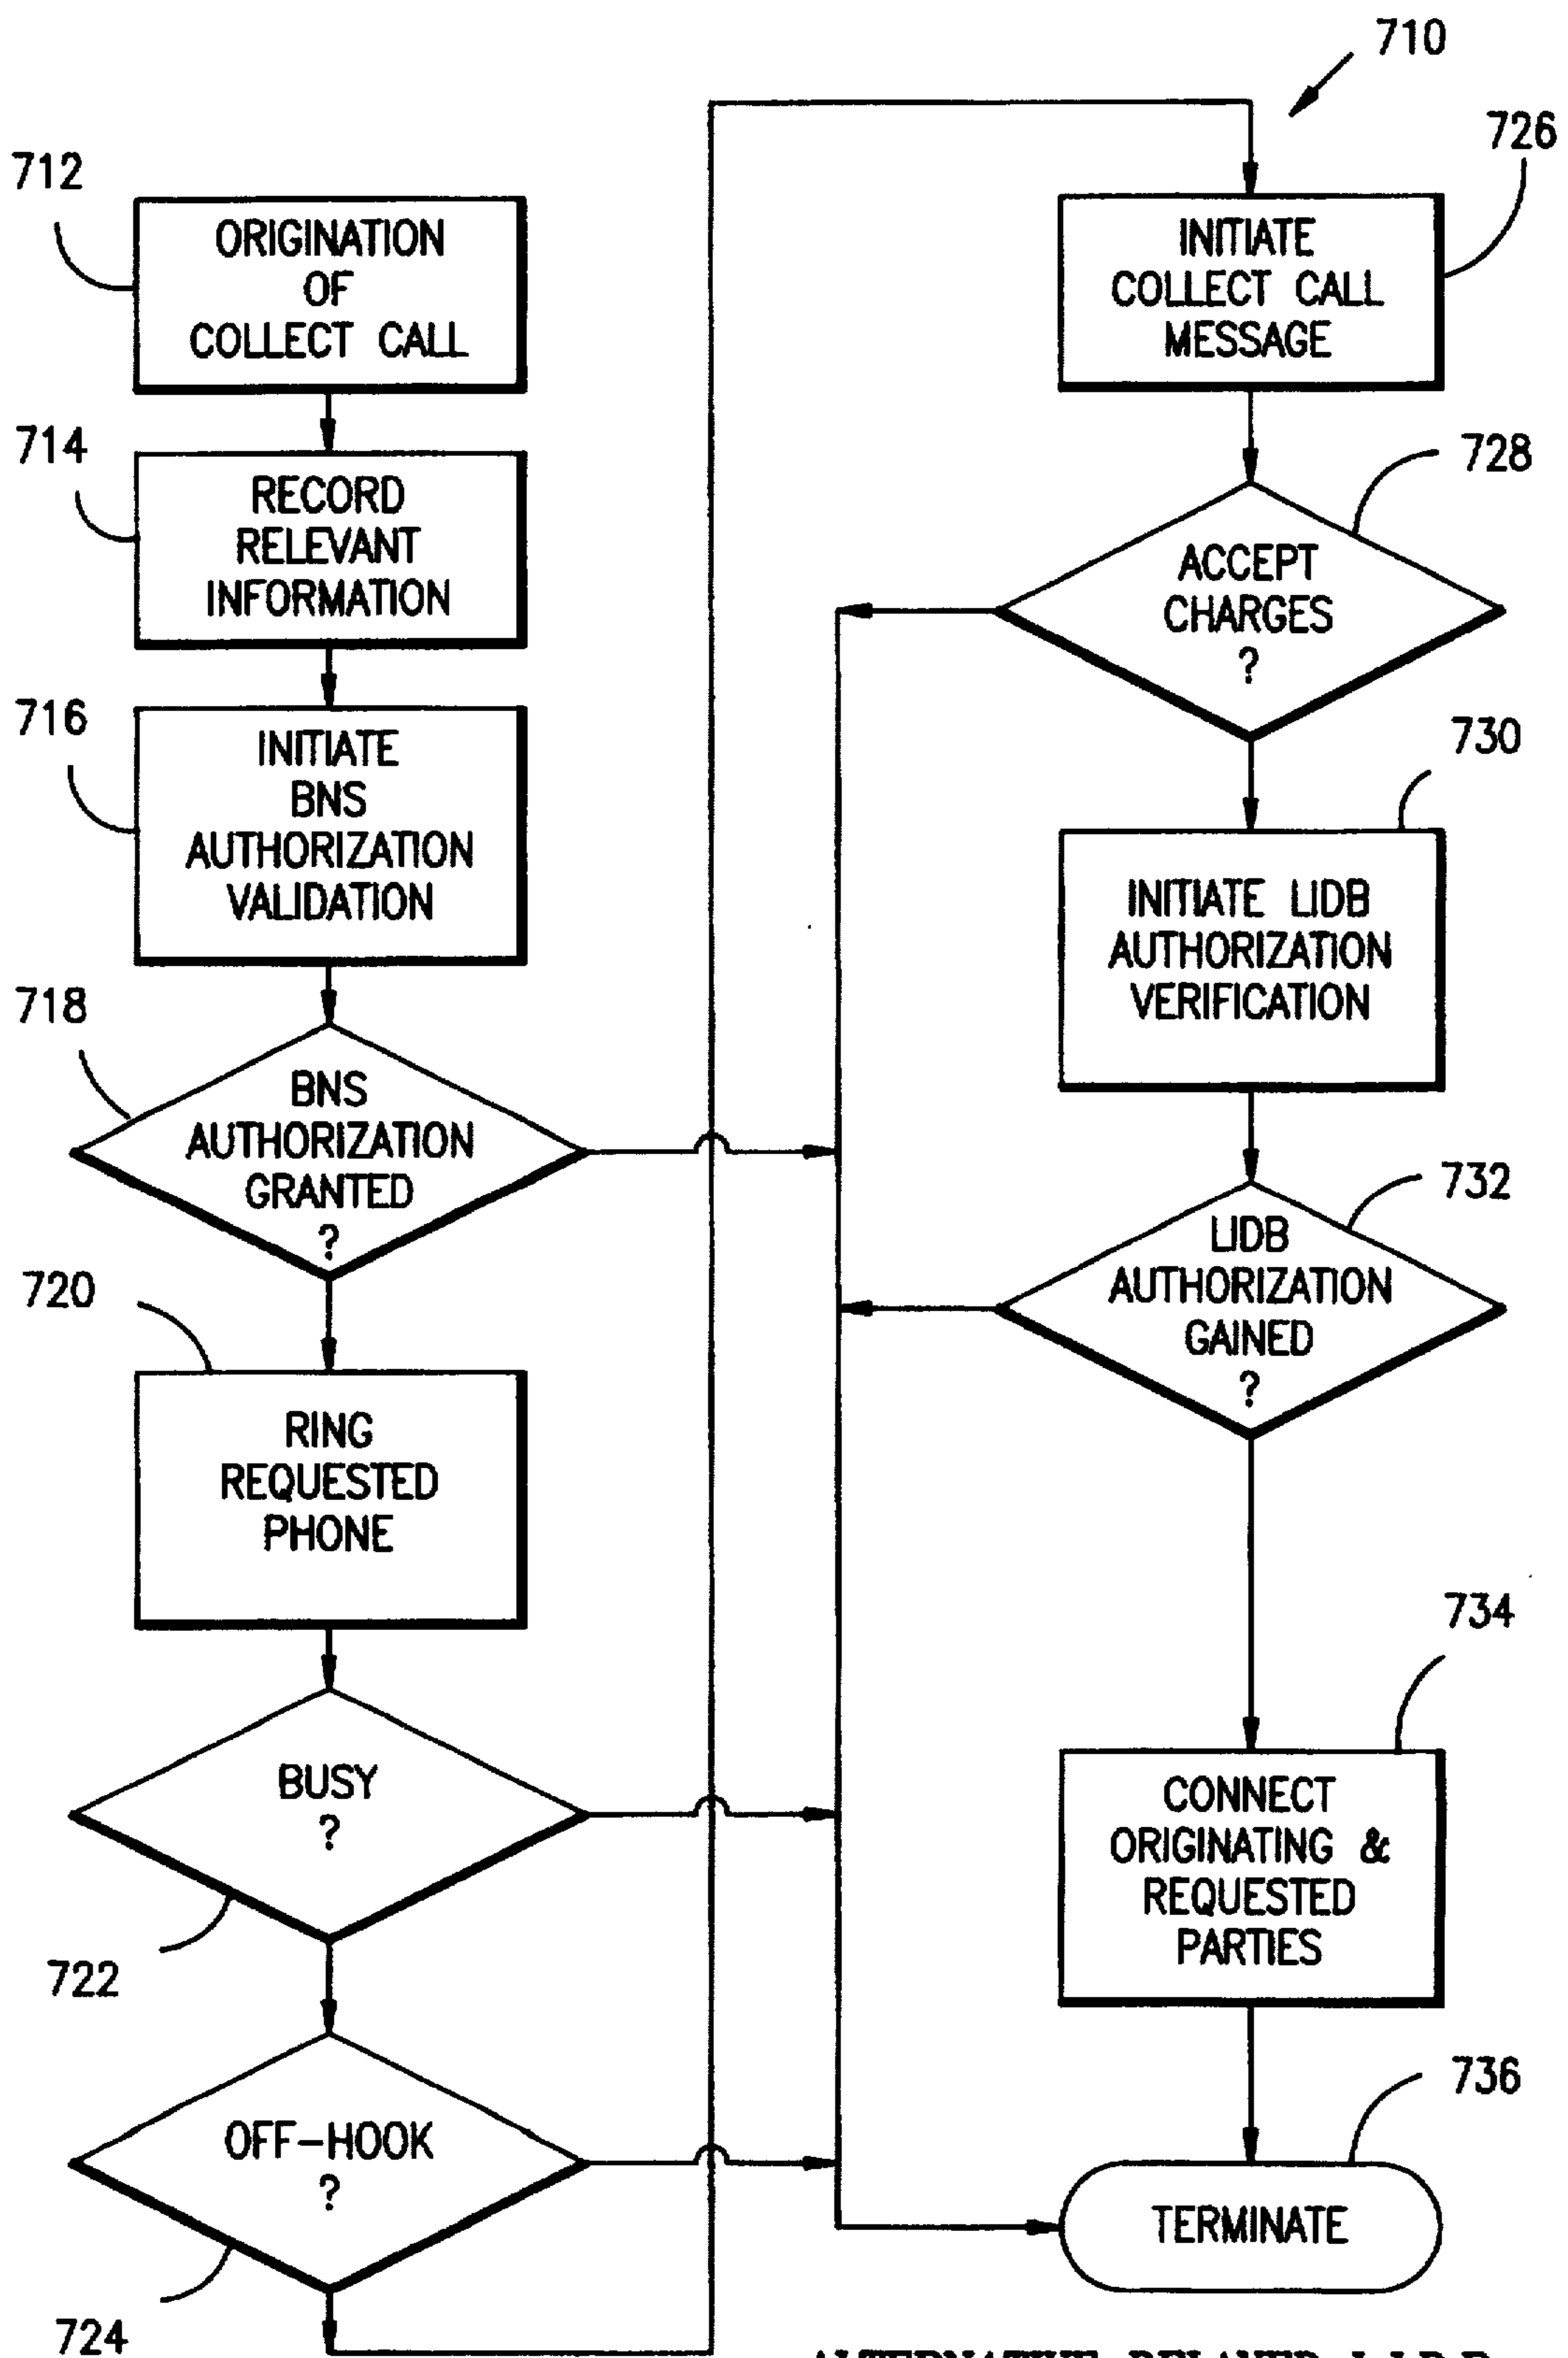 710
712
ORIGINATION
OF
COLLECT CALL
714
RECORD
RELEVANT
INFORMATION
716
INITIATE
BNS
AUTHORIZATION
VALIDATION
718
BNS
AUTHORIZATION
GRANTED
?
720
RING
REQUESTED
PHONE
BUSY
?
722
OFF-HOOK
?
724
726
INITIATE
COLLECT CALL
MESSAGE
728
ACCEPT
CHARGES
?
730
INITIATE LIDB
AUTHORIZATION
VERIFICATION
732
LIDB
AUTHORIZATION
GAINED
?
734
CONNECT
ORIGINATING &
REQUESTED
PARTIES
736
TERMINATE
ALTERNATIVE DELAYED L.I.D.B.